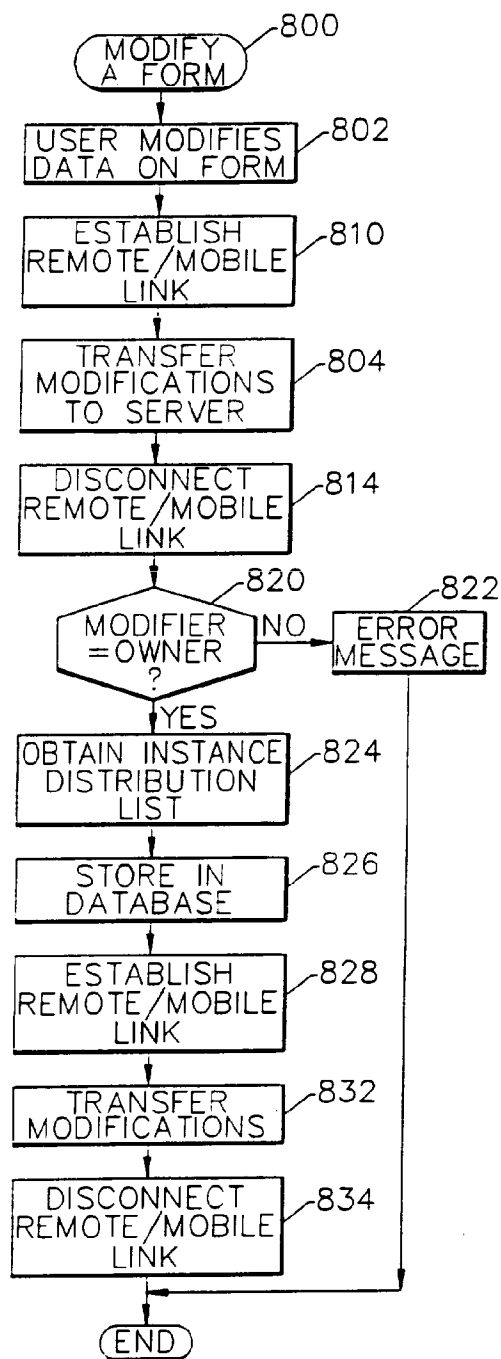 MODIFY
A FORM
800
USER MODIFIES
DATA ON FORM
802
ESTABLISH
REMOTE/MOBILE
LINK
810
TRANSFER
MODIFICATIONS
TO SERVER
804
DISCONNECT
REMOTE/MOBILE
LINK
814
MODIFIER
=OWNER
?
820
NO
ERROR
MESSAGE
822
YES
OBTAIN INSTANCE
DISTRIBUTION
LIST
824
STORE IN
DATABASE
826
ESTABLISH
REMOTE/MOBILE
LINK
828
TRANSFER
MODIFICATIONS
832
DISCONNECT
REMOTE/MOBILE
LINK
834
END